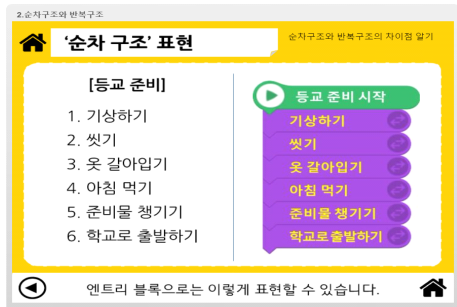 2.순차구조와 반복구조
‘순차 구조’ 표현
순차구조와 반복구조의 차이점 알기
[등교 준비]
1. 기상하기
2. 씻기
3. 옷 갈아입기
4. 아침 먹기
5. 준비물 챙기기
6. 학교로 출발하기
등교 준비 시작
기상하기
씻기
옷 갈아입기
아침 먹기
준비물 챙기기
학교로출발하기
엔트리 블록으로는 이렇게 표현할 수 있습니다.